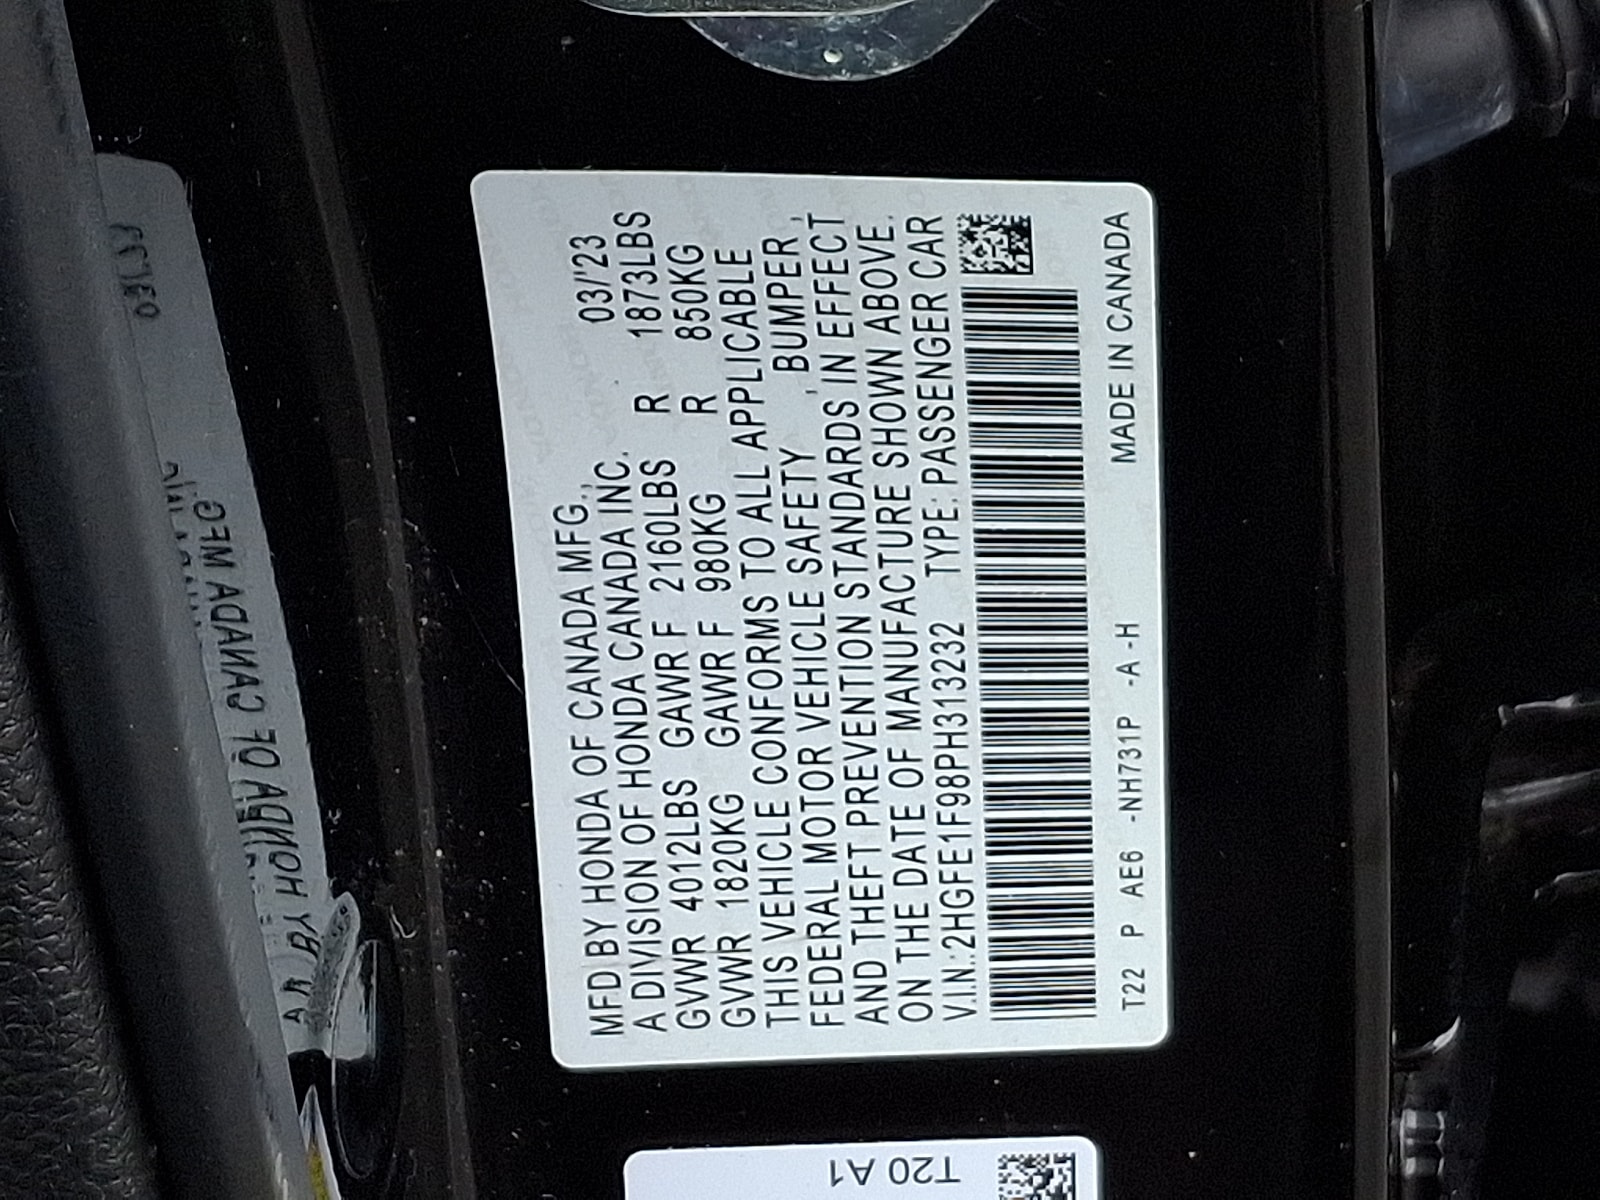 MFD BY HONDA OF CANADA MFG.,
A DIVISION OF HONDA CANADA INC. 03/'23
GVWR 4012LBS GAWR F 2160LBS R 1873LBS
GVWR 1820KG GAWR F 980KG R 850KG
THIS VEHICLE CONFORMS TO ALL APPLICABLE
FEDERAL MOTOR VEHICLE SAFETY , BUMPER ,
AND THEFT PREVENTION STANDARDS IN EFFECT
ON THE DATE OF MANUFACTURE SHOWN ABOVE.
V.I.N.:2HGFE1F98PH313232 TYPE: PASSENGER CAR
T22 P AE6 -NH731P -A -H MADE IN CANADA
T20 A1